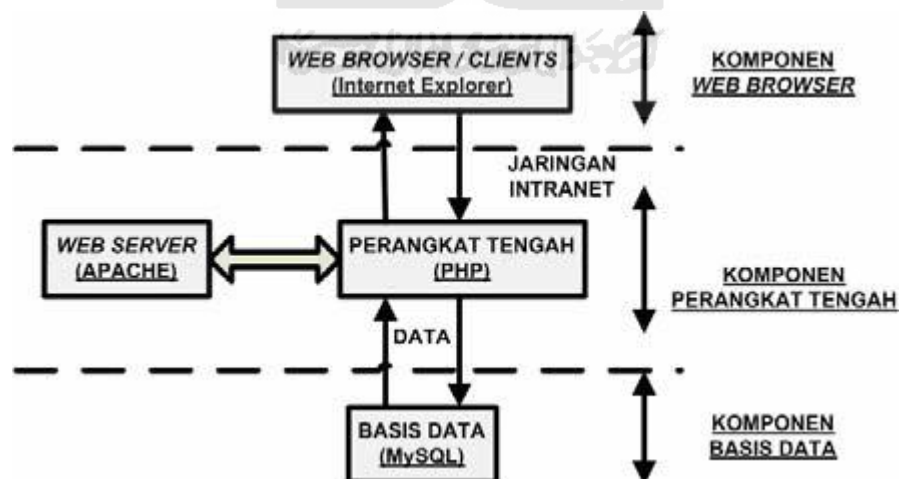 WEB BROWSER / CLIENTS
(Internet Explorer)
KOMPONEN
WEB BROWSER
JARINGAN
INTRANET
WEB SERVER
(APACHE)
PERANGKAT TENGAH
(PHP)
KOMPONEN
PERANGKAT TENGAH
DATA
BASIS DATA
(MySQL)
KOMPONEN
BASIS DATA